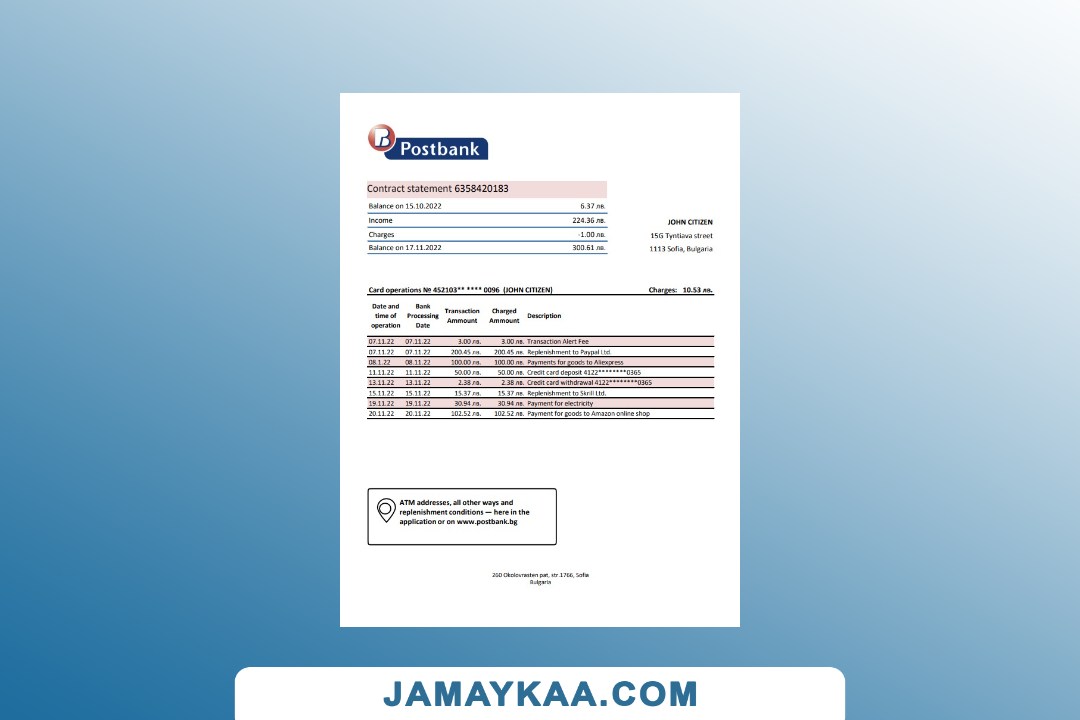 Postbank
Contract statement 6358420183
Balance on 15.10.2022 6.37 лв.
Income 224.36 лв.
Charges -1.00 лв.
Balance on 17.11.2022 300.61 лв.
JOHN CITIZEN
15G Tyntiava street
1113 Sofia, Bulgaria
Card operations № 452103** **** 0096 (JOHN CITIZEN) Charges: 10.53 лв.
Date and time of operation Bank Processing Date Transaction Ammount Charged Ammount Description
07.11.22 07.11.22 3.00 лв. 3.00 лв. Transaction Alert Fee
07.11.22 07.11.22 200.45 лв. 200.45 лв. Replenishment to Paypal Ltd.
08.1.22 08.11.22 100.00 лв. 100.00 лв. Payments for goods to Aliexpress
11.11.22 11.11.22 50.00 лв. 50.00 лв. Credit card deposit 4122********0365
13.11.22 13.11.22 2.38 лв. 2.38 лв. Credit card withdrawal 4122********0365
15.11.22 15.11.22 15.37 лв. 15.37 лв. Replenishment to Skrill Ltd.
19.11.22 19.11.22 30.94 лв. 30.94 лв. Payment for electricity
20.11.22 20.11.22 102.52 лв. 102.52 лв. Payment for goods to Amazon online shop
ATM addresses, all other ways and
replenishment conditions — here in the
application or on www.postbank.bg
260 Okolovrasten pat, str.1766, Sofia
Bulgaria
JAMAYKAA.COM